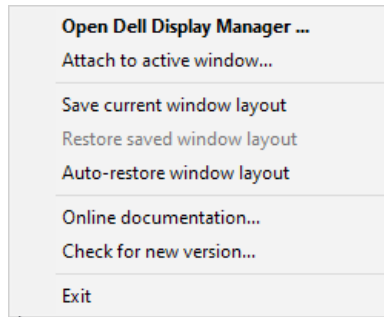 Open Dell Display Manager ...
Attach to active window...
Save current window layout
Restore saved window layout
Auto-restore window layout
Online documentation...
Check for new version...
Exit